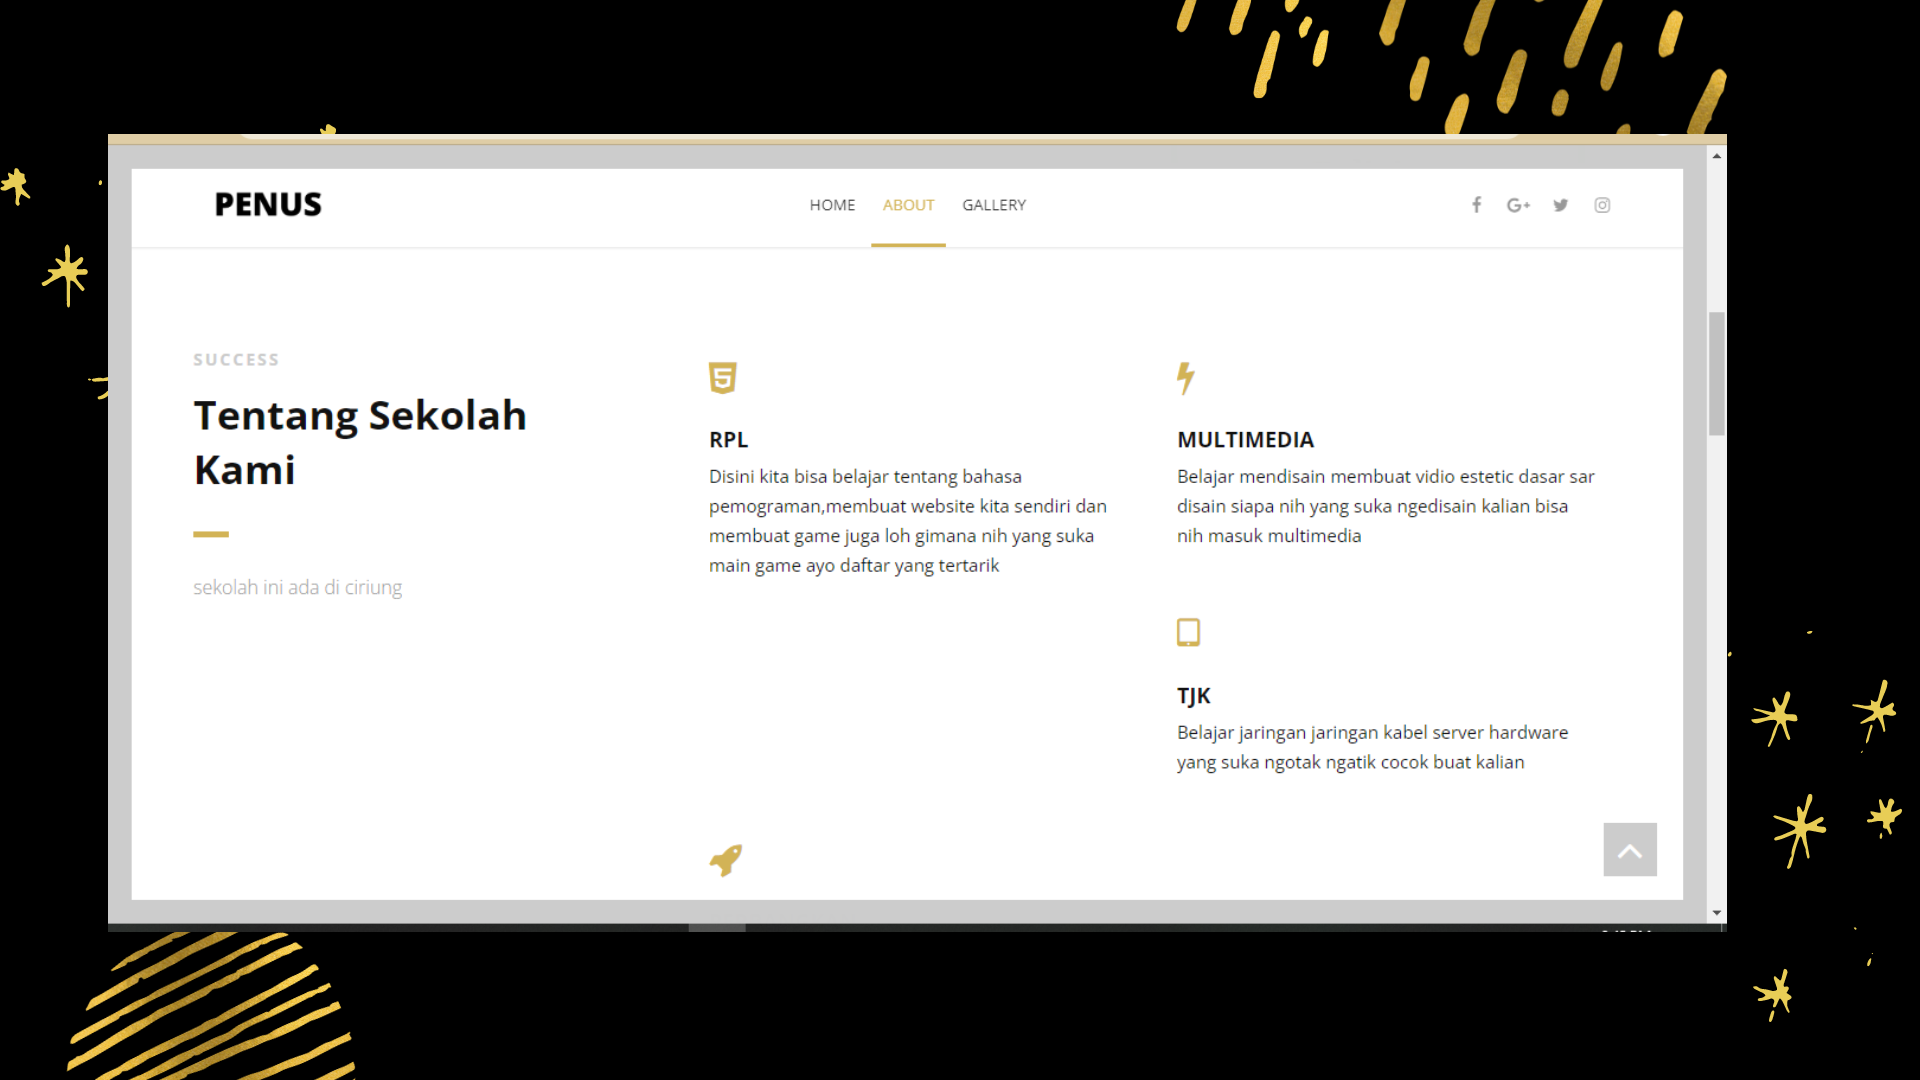 PENUS
HOME ABOUT GALLERY
SUCCESS
Tentang Sekolah
Kami
sekolah ini ada di ciriung
RPL
Disini kita bisa belajar tentang bahasa
pemograman,membuat website kita sendiri dan
membuat game juga loh gimana nih yang suka
main game ayo daftar yang tertarik
MULTIMEDIA
Belajar mendisain membuat vidio estetic dasar sar
disain siapa nih yang suka ngedisain kalian bisa
nih masuk multimedia
TJK
Belajar jaringan jaringan kabel server hardware
yang suka ngotak ngatik cocok buat kalian